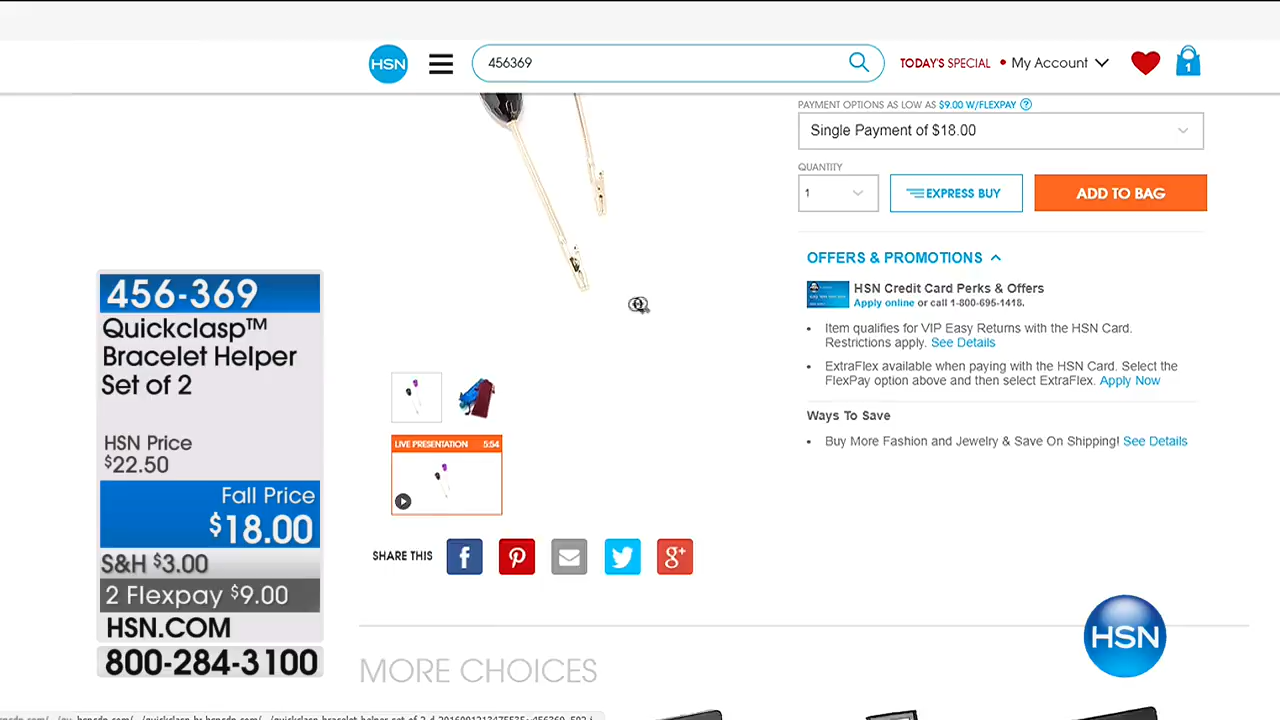 HSN
456369
TODAY'S SPECIAL
My Account
1
PAYMENT OPTIONS AS LOW AS $9.00 W/FLEXPAY ?
Single Payment of $18.00
QUANTITY
1
EXPRESS BUY
ADD TO BAG
OFFERS & PROMOTIONS
HSN Credit Card Perks & Offers
Apply online or call 1-800-695-1418.
• Item qualifies for VIP Easy Returns with the HSN Card.
Restrictions apply. See Details
• ExtraFlex available when paying with the HSN Card. Select the
FlexPay option above and then select ExtraFlex. Apply Now
Ways To Save
• Buy More Fashion and Jewelry & Save On Shipping! See Details
456-369
Quickclasp™
Bracelet Helper
Set of 2
HSN Price
$22.50
Fall Price
$18.00
S&H $3.00
2 Flexpay $9.00
HSN.COM
800-284-3100
LIVE PRESENTATION 5:54
SHARE THIS
f
g+
HSN
MORE CHOICES